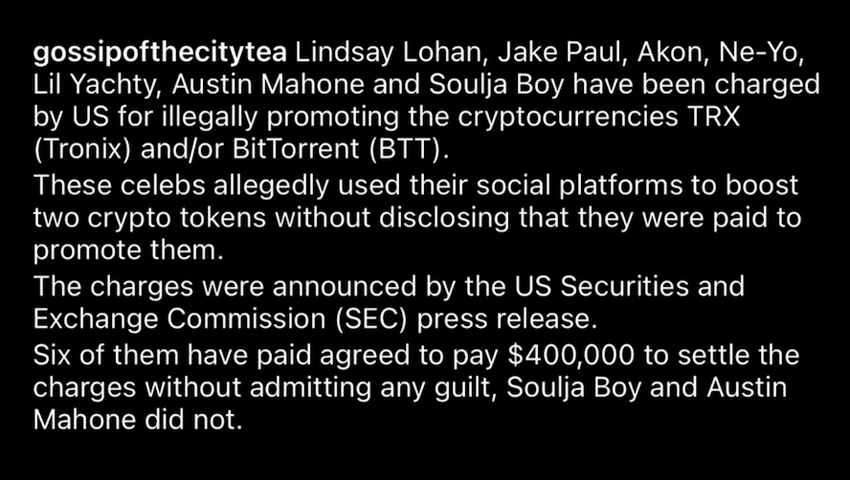 gossipofthecitytea Lindsay Lohan, Jake Paul, Akon, Ne-Yo,
Lil Yachty, Austin Mahone and Soulja Boy have been charged
by US for illegally promoting the cryptocurrencies TRX
(Tronix) and/or BitTorrent (BTT).
These celebs allegedly used their social platforms to boost
two crypto tokens without disclosing that they were paid to
promote them.
The charges were announced by the US Securities and
Exchange Commission (SEC) press release.
Six of them have paid agreed to pay $400,000 to settle the
charges without admitting any guilt, Soulja Boy and Austin
Mahone did not.